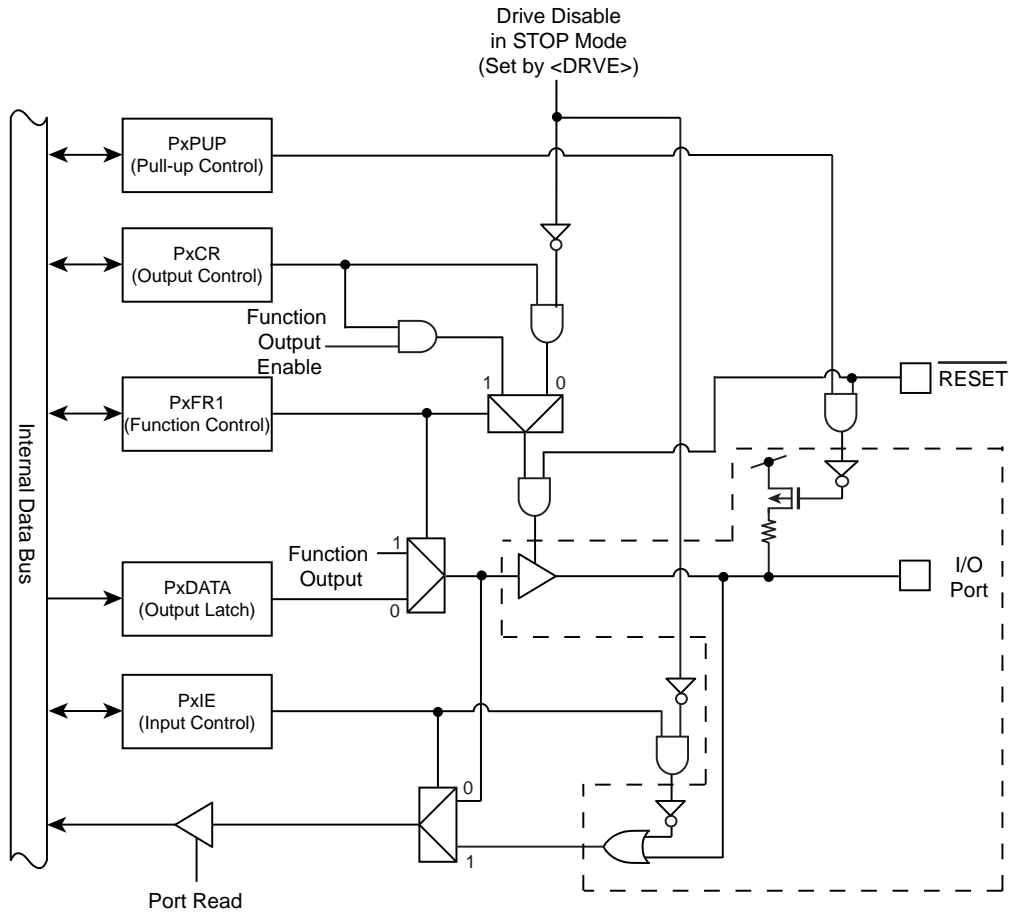 Drive Disable
in STOP Mode
(Set by <DRVE>)
PxPUP
(Pull-up Control)
PxCR
(Output Control)
Function
Output
Enable
1
0
RESET
PxFR1
(Function Control)
Internal Data Bus
Function
Output
1
0
I/O
Port
PxDATA
(Output Latch)
PxIE
(Input Control)
0
1
Port Read